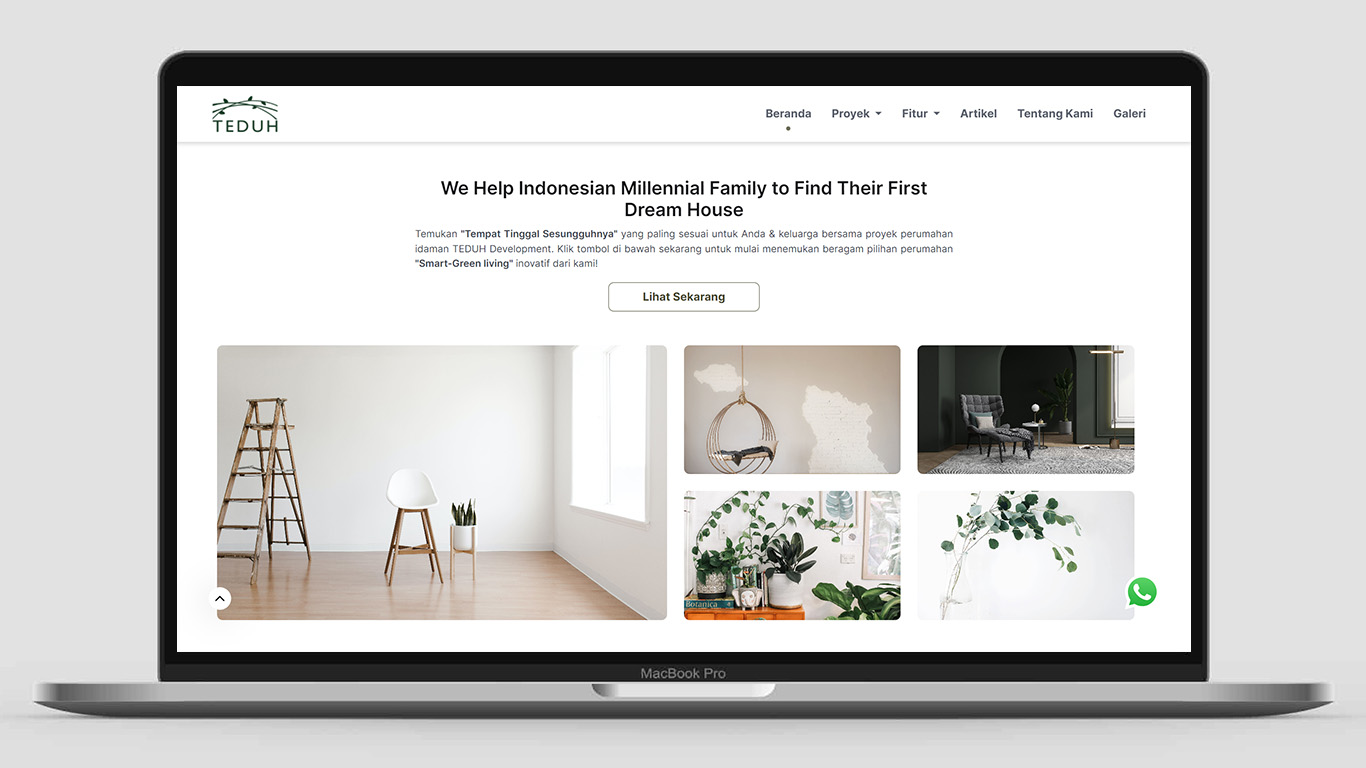 TEDUH
Beranda Proyek Fitur Artikel Tentang Kami Galeri
We Help Indonesian Millennial Family to Find Their First
Dream House
Temukan "Tempat Tinggal Sesungguhnya" yang paling sesuai untuk Anda & keluarga bersama proyek perumahan
idaman TEDUH Development. Klik tombol di bawah sekarang untuk mulai menemukan beragam pilihan perumahan
"Smart-Green living" inovatif dari kami!
Lihat Sekarang
Botanica
MacBook Pro